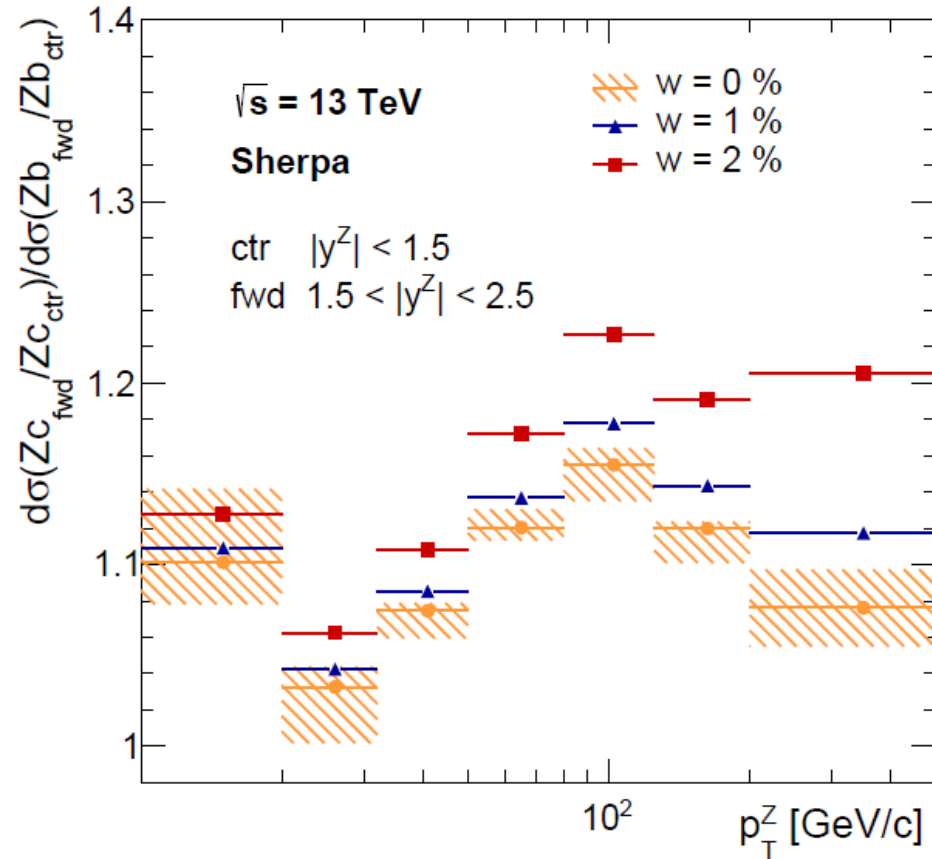 dσ(Zc_fwd/Zc_ctr)/dσ(Zb_fwd/Zb_ctr)
1.4
1.3
1.2
1.1
1
√s = 13 TeV
Sherpa
ctr |y^Z| < 1.5
fwd 1.5 < |y^Z| < 2.5
w = 0 %
w = 1 %
w = 2 %
10^2
p_T^Z [GeV/c]